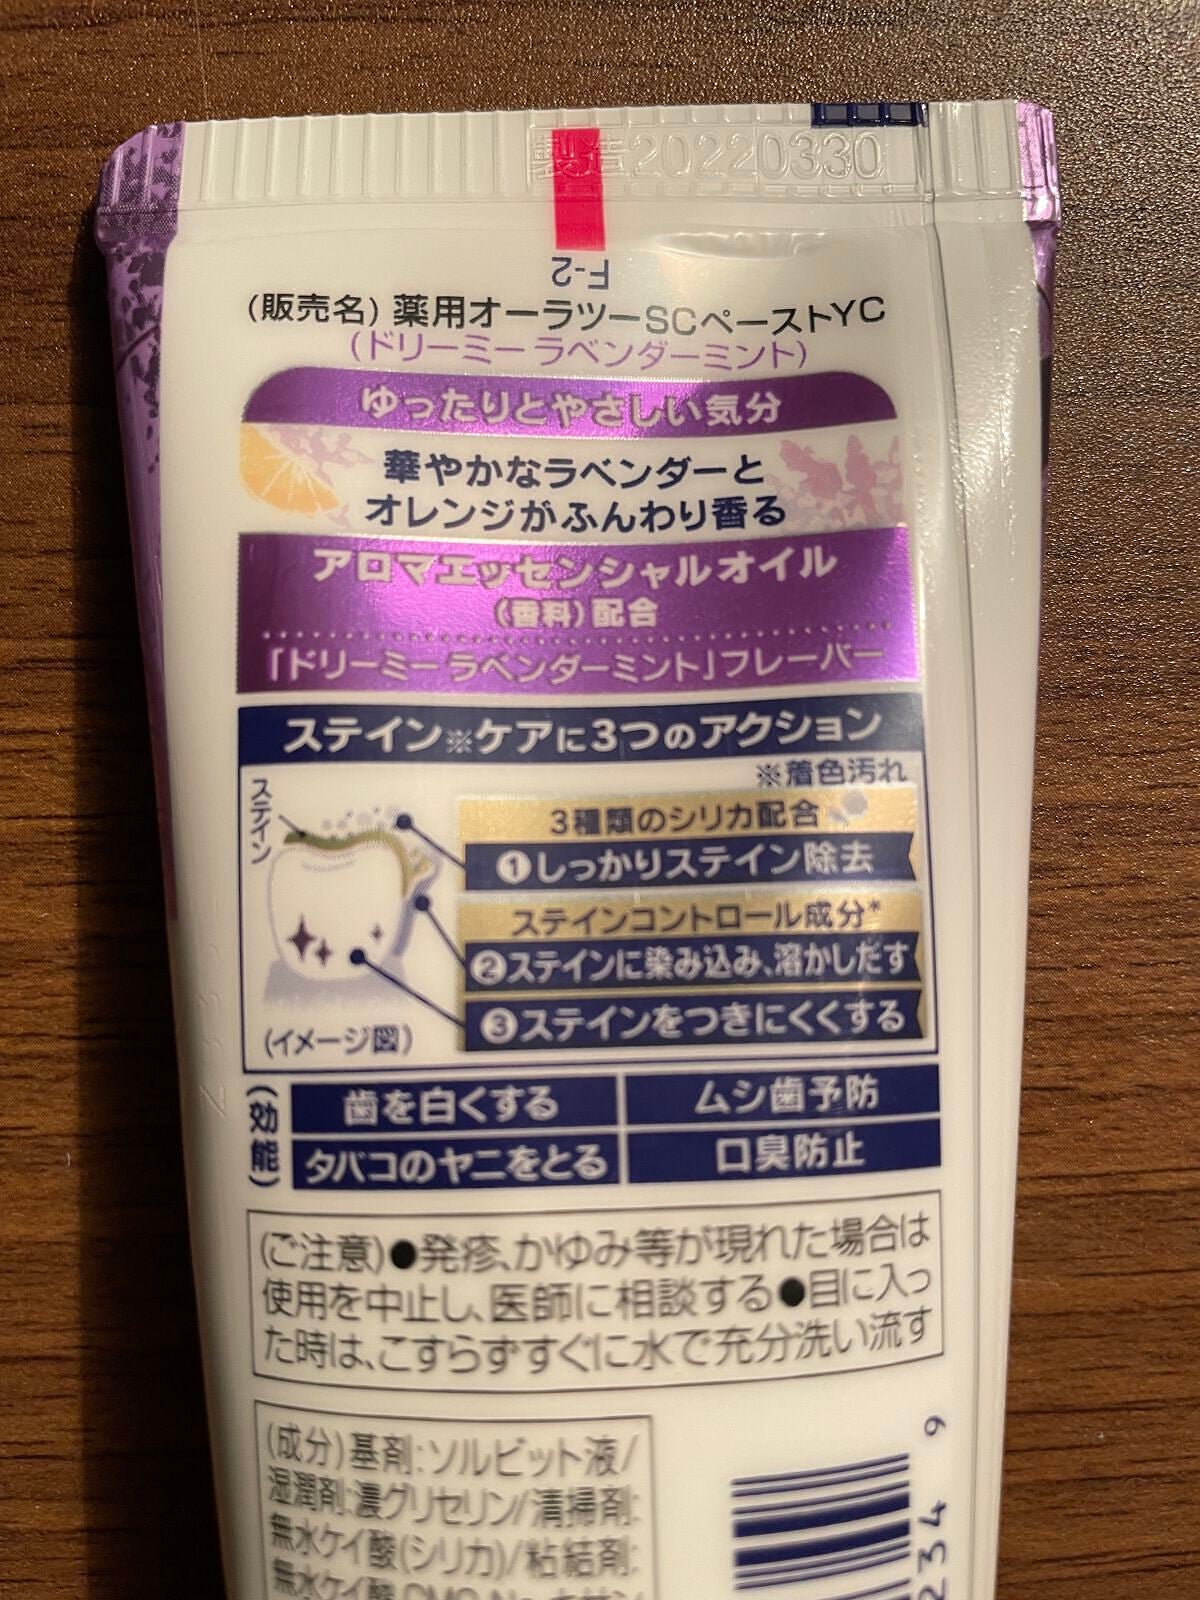 製造20220330
F-2
(販売名) 薬用オーラツーSCペーストYC
(ドリーミーラベンダーミント)
ゆったりとやさしい気分
華やかなラベンダーと
オレンジがふんわり香る
アロマエッセンシャルオイル
(香料)配合
「ドリーミーラベンダーミント」フレーバー
ステイン※ケアに3つのアクション
※着色汚れ
ステイン
3種類のシリカ配合
①しっかりステイン除去
ステインコントロール成分*
②ステインに染み込み、溶かしだす
③ステインをつきにくくする
(イメージ図)
(効能)
歯を白くする
ムシ歯予防
タバコのヤニをとる
口臭防止
(ご注意)●発疹、かゆみ等が現れた場合は
使用を中止し、医師に相談する●目に入っ
た時は、こすらずすぐに水で充分洗い流す
(成分)基剤:ソルビット液/
湿潤剤:濃グリセリン/清掃剤:
無水ケイ酸(シリカ)/粘結剤:
無水ケイ酸
9
234